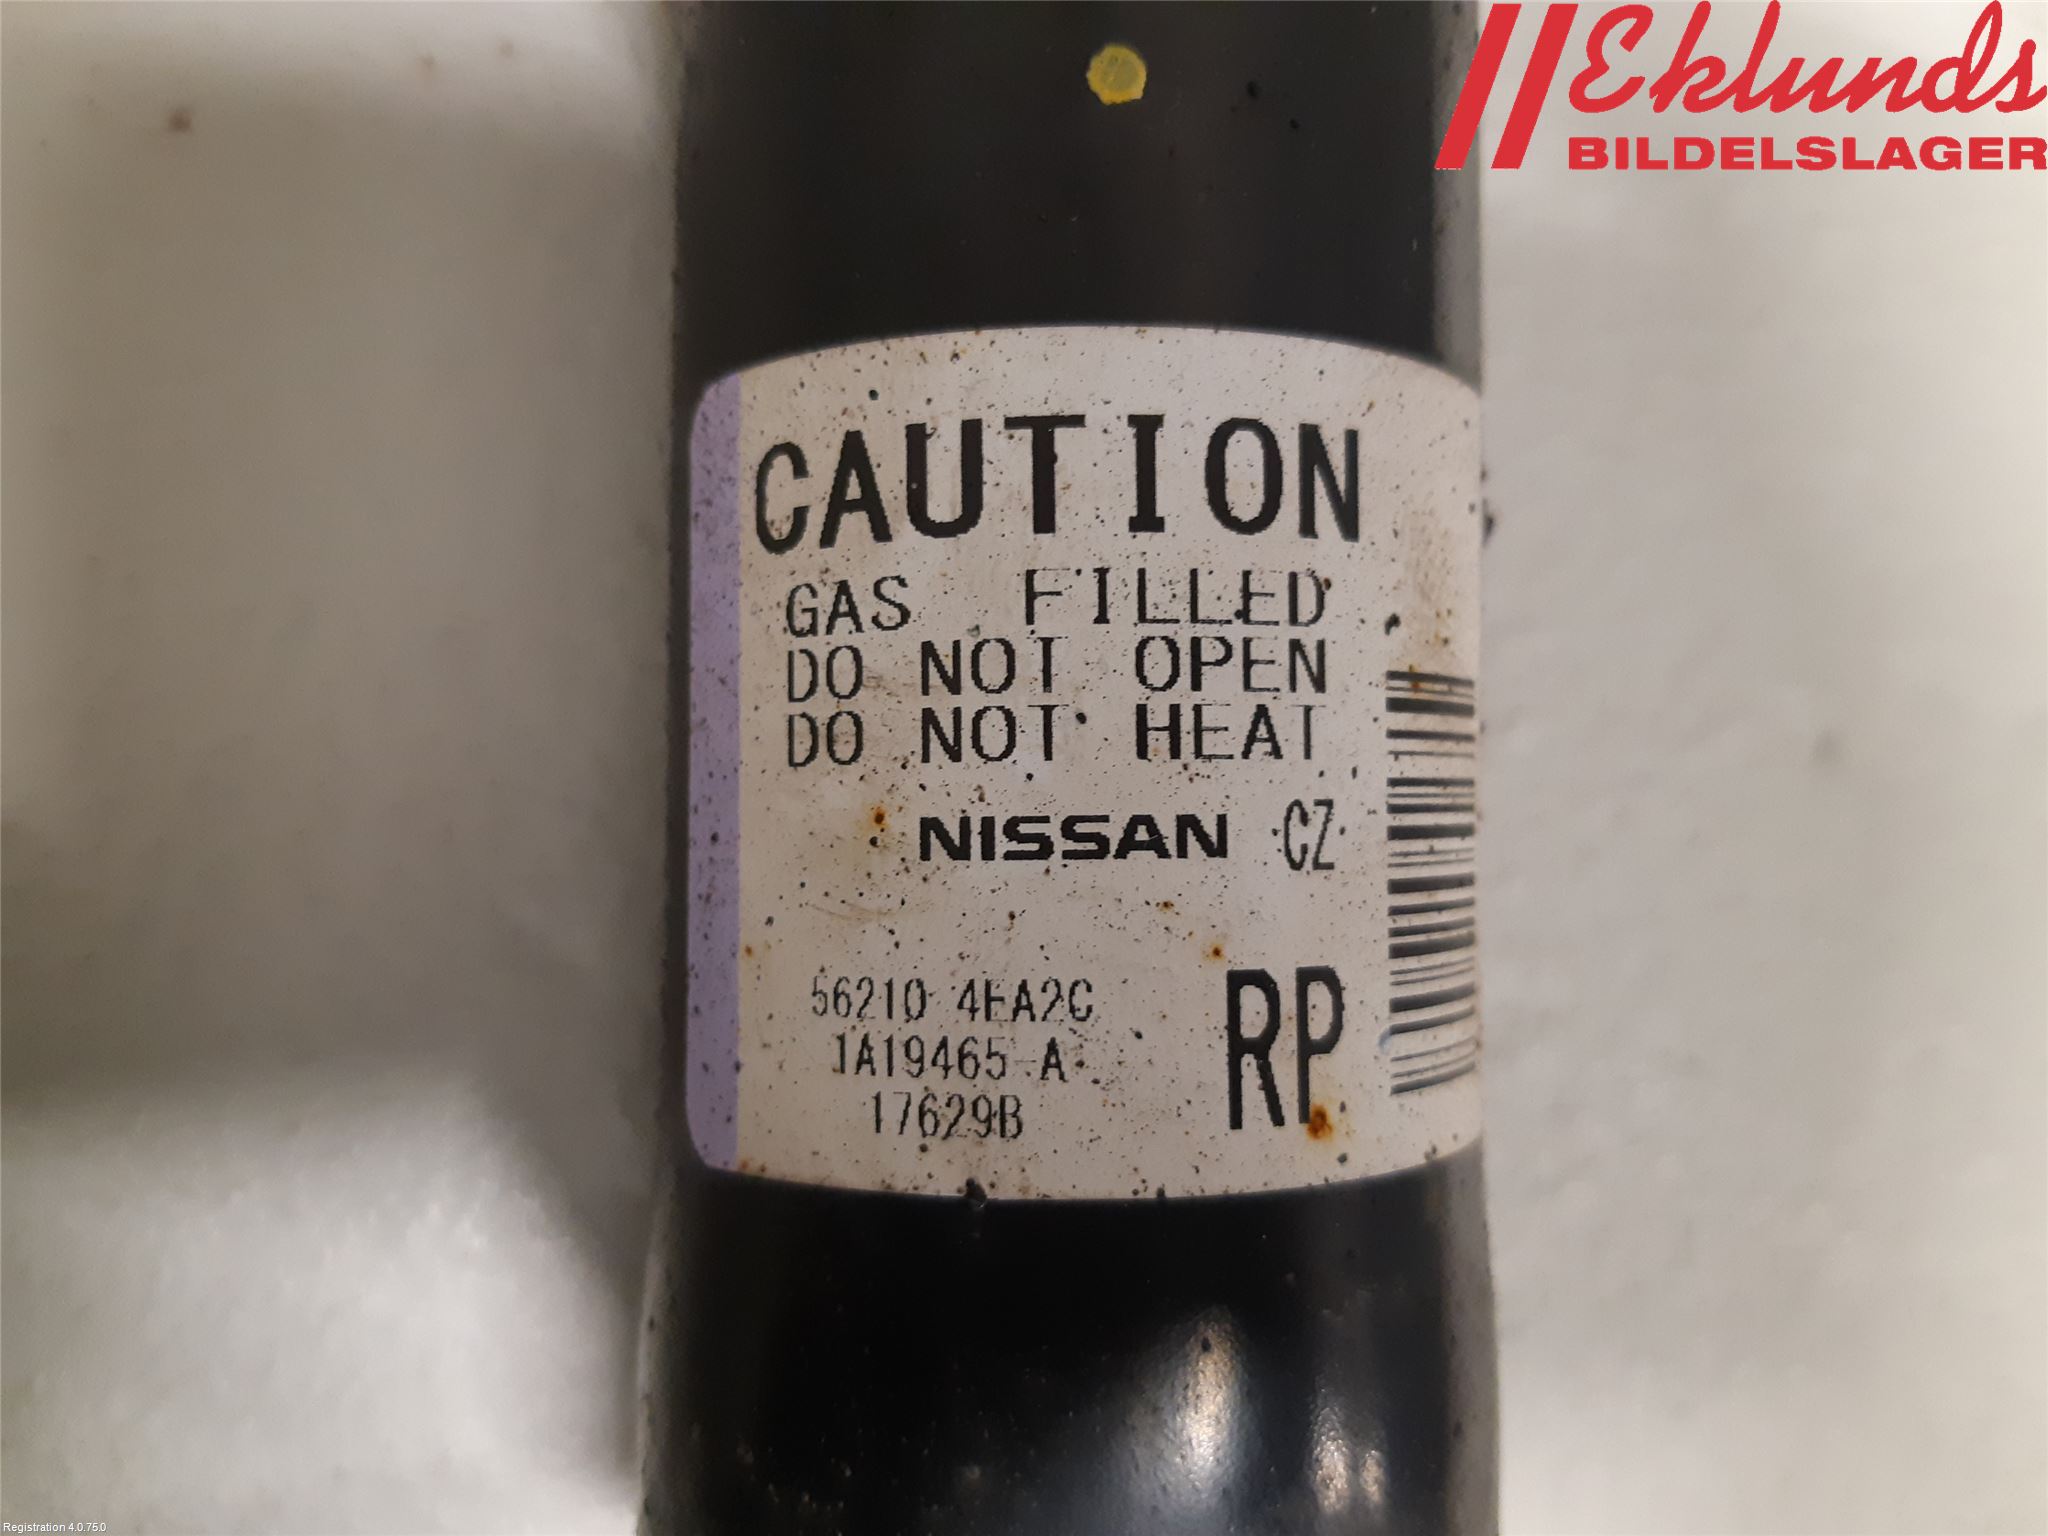 Eklunds
BILDELSLAGER
CAUTION
GAS FILLED
DO NOT OPEN
DO NOT HEAT
NISSAN CZ
56210 4EA2C
1A19465 A
17629B
RP
Registration 4.0.75.0